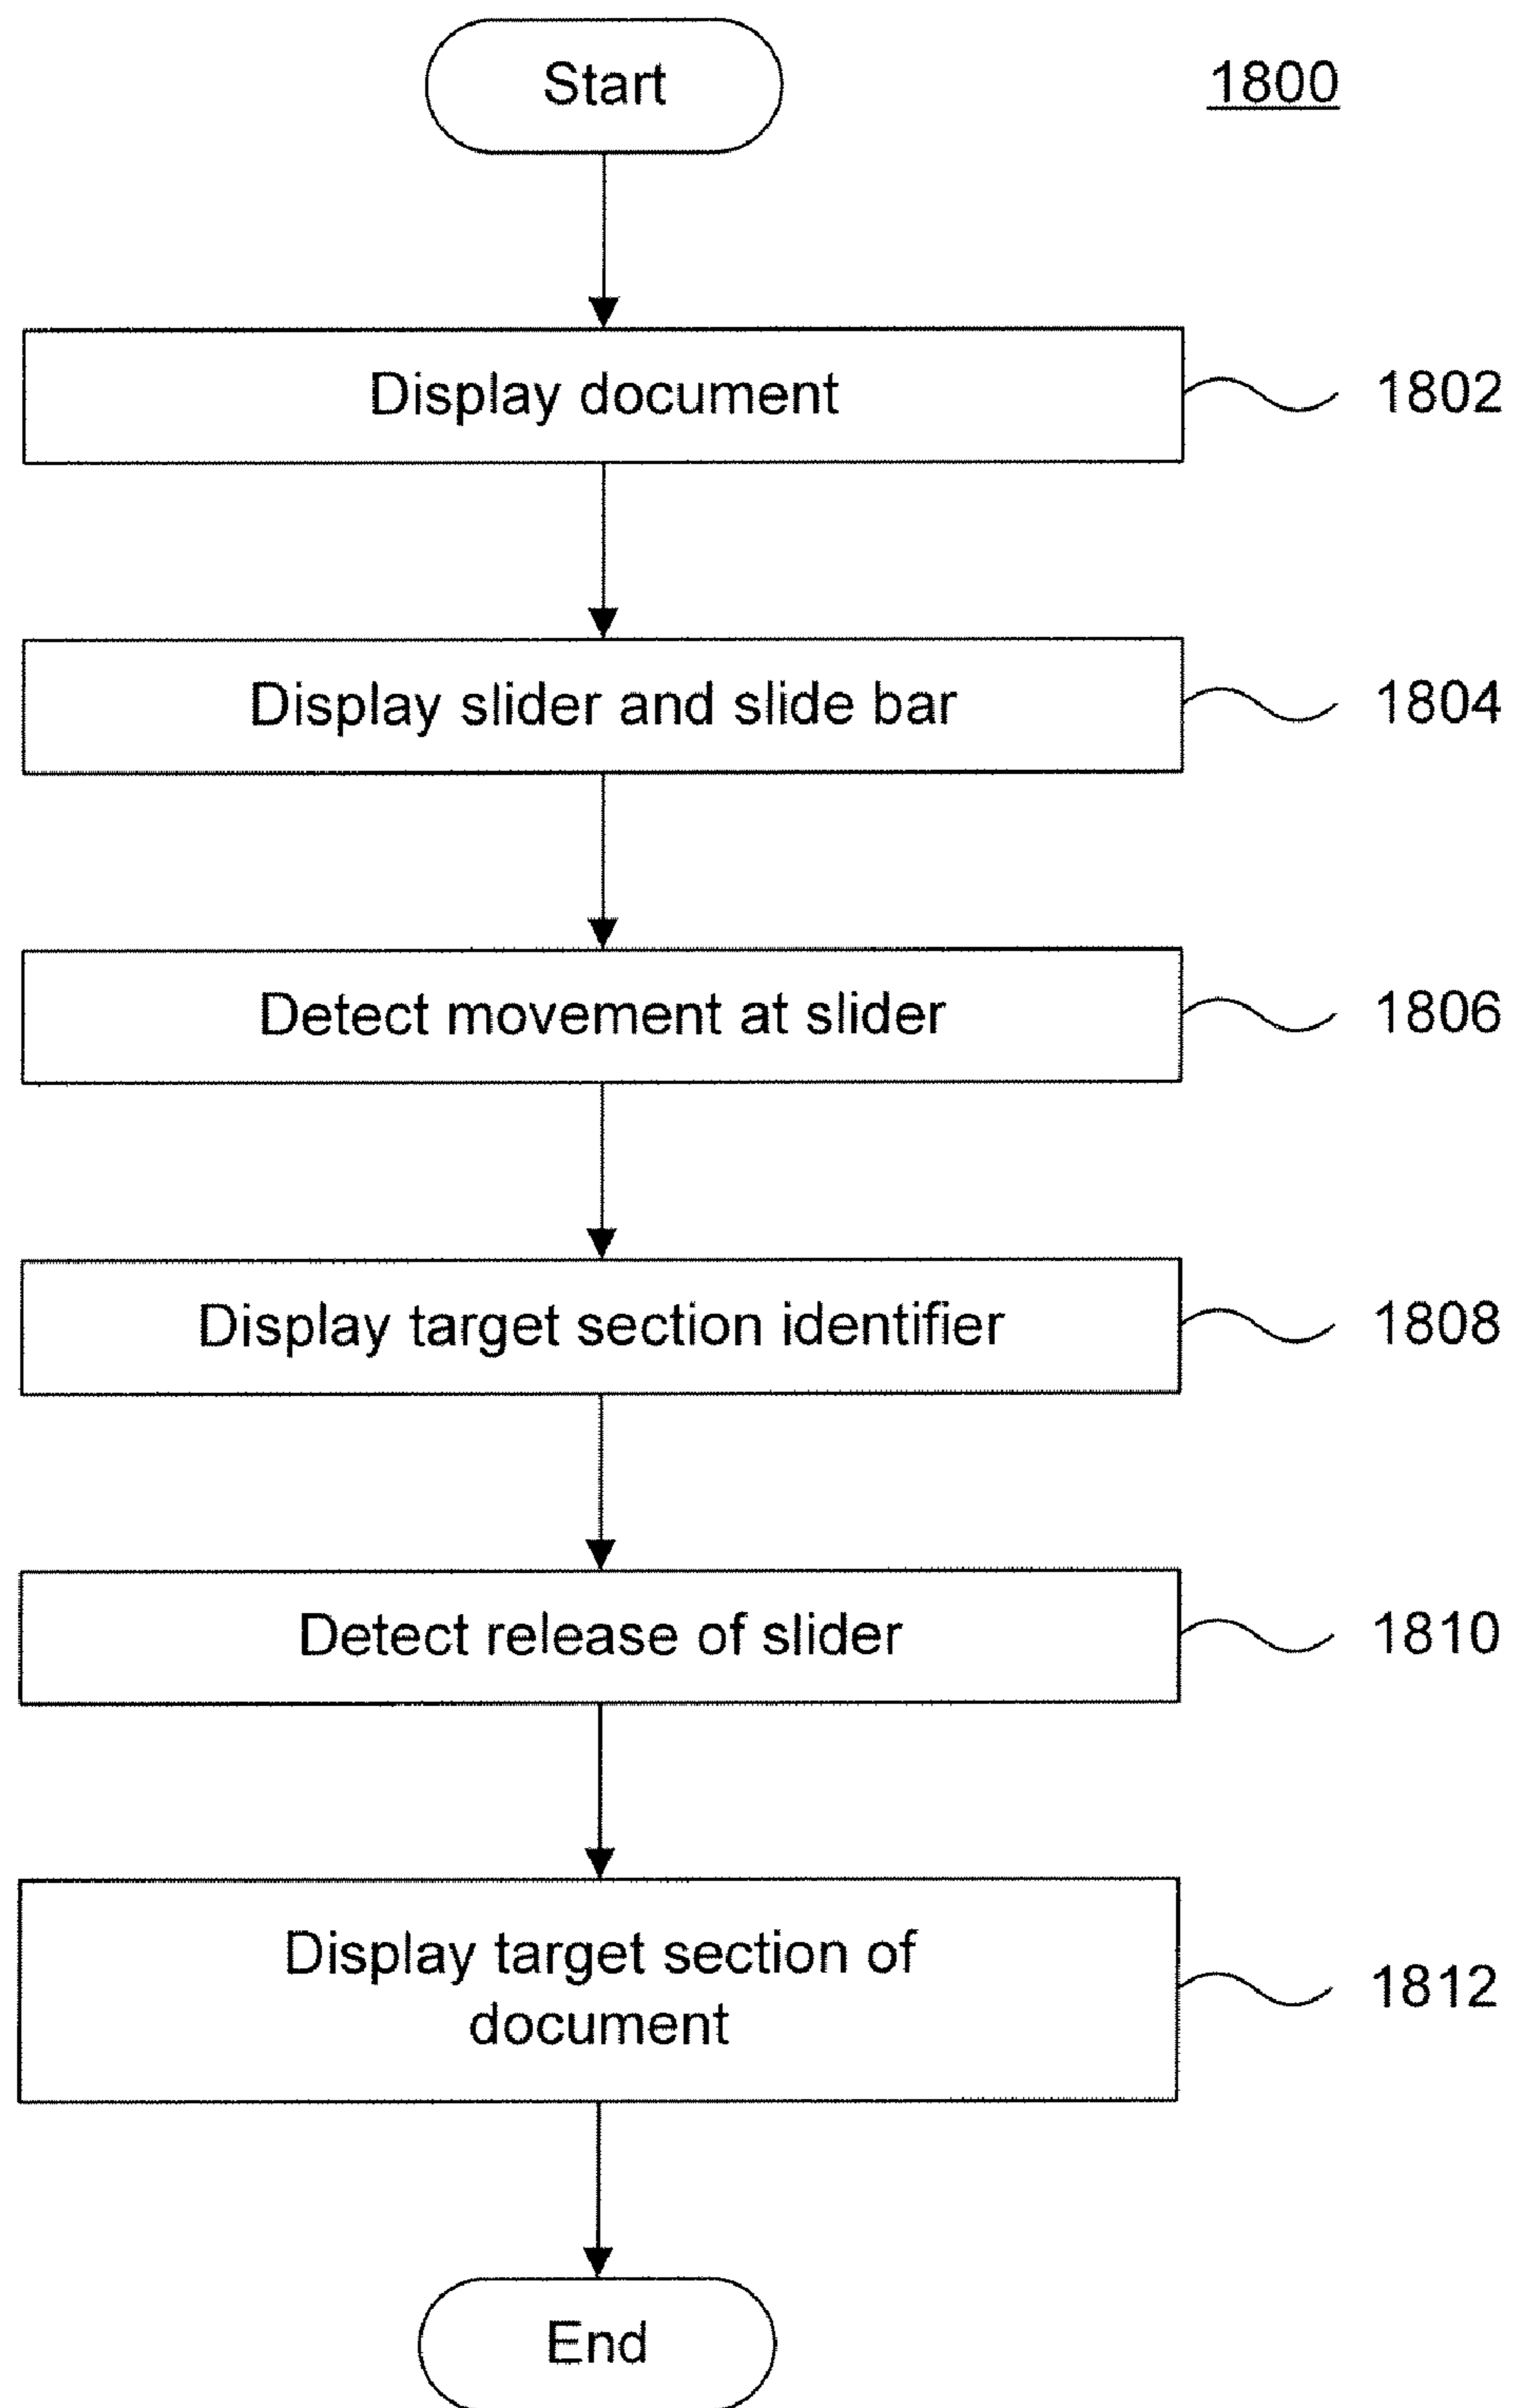 Start
1800
Display document
1802
Display slider and slide bar
1804
Detect movement at slider
1806
Display target section identifier
1808
Detect release of slider
1810
Display target section of
document
1812
End